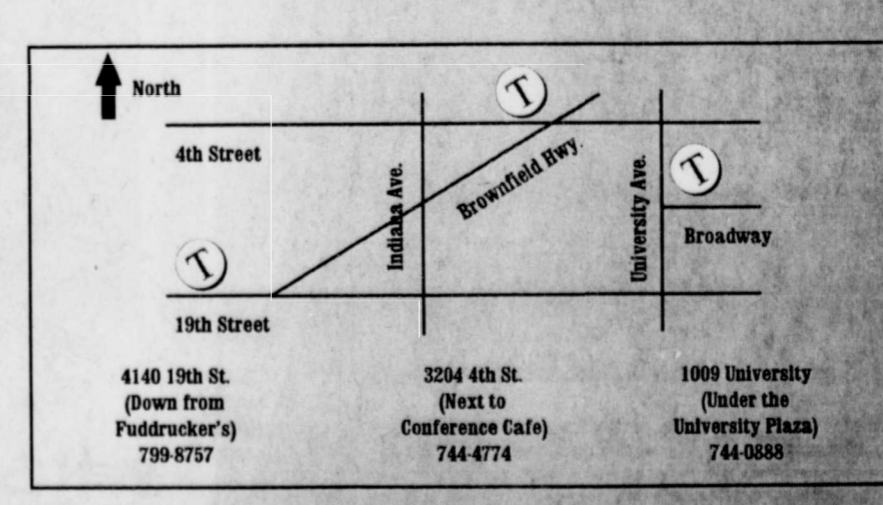 North
T
4th Street
Indiana Ave.
Brownfield Hwy.
University Ave.
T
Broadway
T
19th Street
4140 19th St.
(Down from
Fuddrucker's)
799-8757
3204 4th St.
(Next to
Conference Cafe)
744-4774
1009 University
(Under the
University Plaza)
744-0888